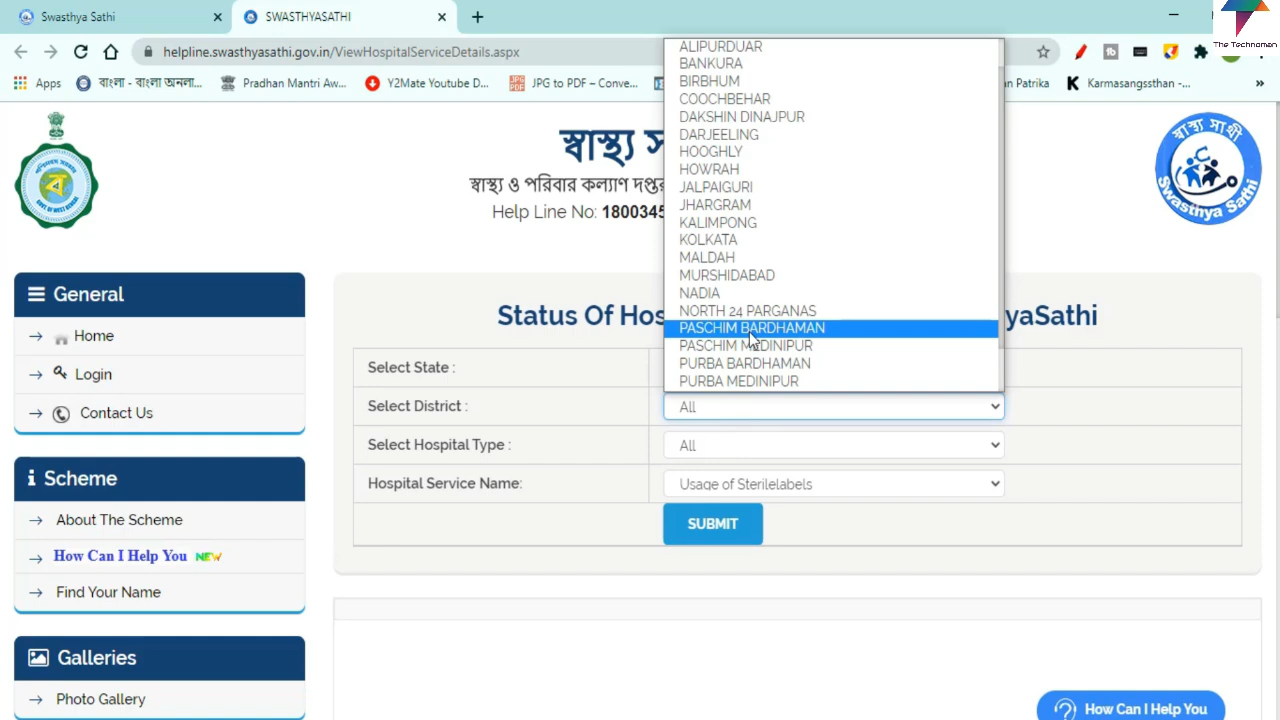 Swasthya Sathi
SWASTHYASATHI
The Technoman
helpline.swasthyasathi.gov.in/ViewHospitalServiceDetails.aspx
Apps
বাংলা - বাংলা অনলা...
Pradhan Mantri Aw...
Y2Mate Youtube D...
JPG to PDF – Conve...
n Patrika
Karmasangssthan -...
স্বাস্থ্য স
স্বাস্থ্য ও পরিবার কল্যাণ দপ্তর
Help Line No: 1800345
স্বাস্থ্য সাথী
Swasthya Sathi
General
Home
Login
Contact Us
Scheme
About The Scheme
How Can I Help You NEW
Find Your Name
Galleries
Photo Gallery
Status Of Hos
yaSathi
Select State :
Select District :
All
Select Hospital Type :
All
Hospital Service Name:
Usage of Sterilelabels
SUBMIT
ALIPURDUAR
BANKURA
BIRBHUM
COOCHBEHAR
DAKSHIN DINAJPUR
DARJEELING
HOOGHLY
HOWRAH
JALPAIGURI
JHARGRAM
KALIMPONG
KOLKATA
MALDAH
MURSHIDABAD
NADIA
NORTH 24 PARGANAS
PASCHIM BARDHAMAN
PASCHIM MEDINIPUR
PURBA BARDHAMAN
PURBA MEDINIPUR
How Can I Help You